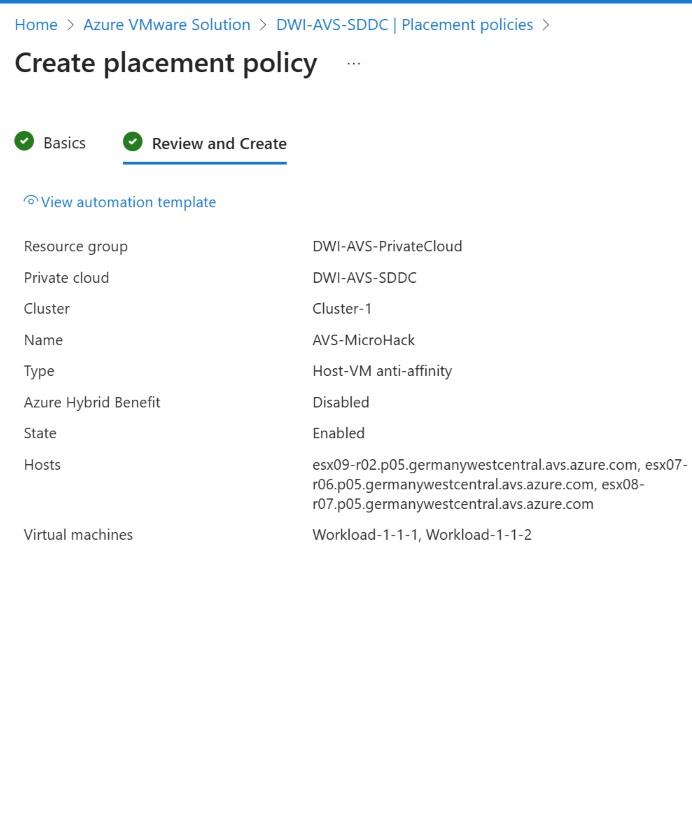 Home > Azure VMware Solution > DWI-AVS-SDDC | Placement policies >
Create placement policy ...
Basics Review and Create
View automation template
Resource group DWI-AVS-PrivateCloud
Private cloud DWI-AVS-SDDC
Cluster Cluster-1
Name AVS-MicroHack
Type Host-VM anti-affinity
Azure Hybrid Benefit Disabled
State Enabled
Hosts esx09-r02.p05.germanywestcentral.avs.azure.com, esx07-
r06.p05.germanywestcentral.avs.azure.com, esx08-
r07.p05.germanywestcentral.avs.azure.com
Virtual machines Workload-1-1-1, Workload-1-1-2